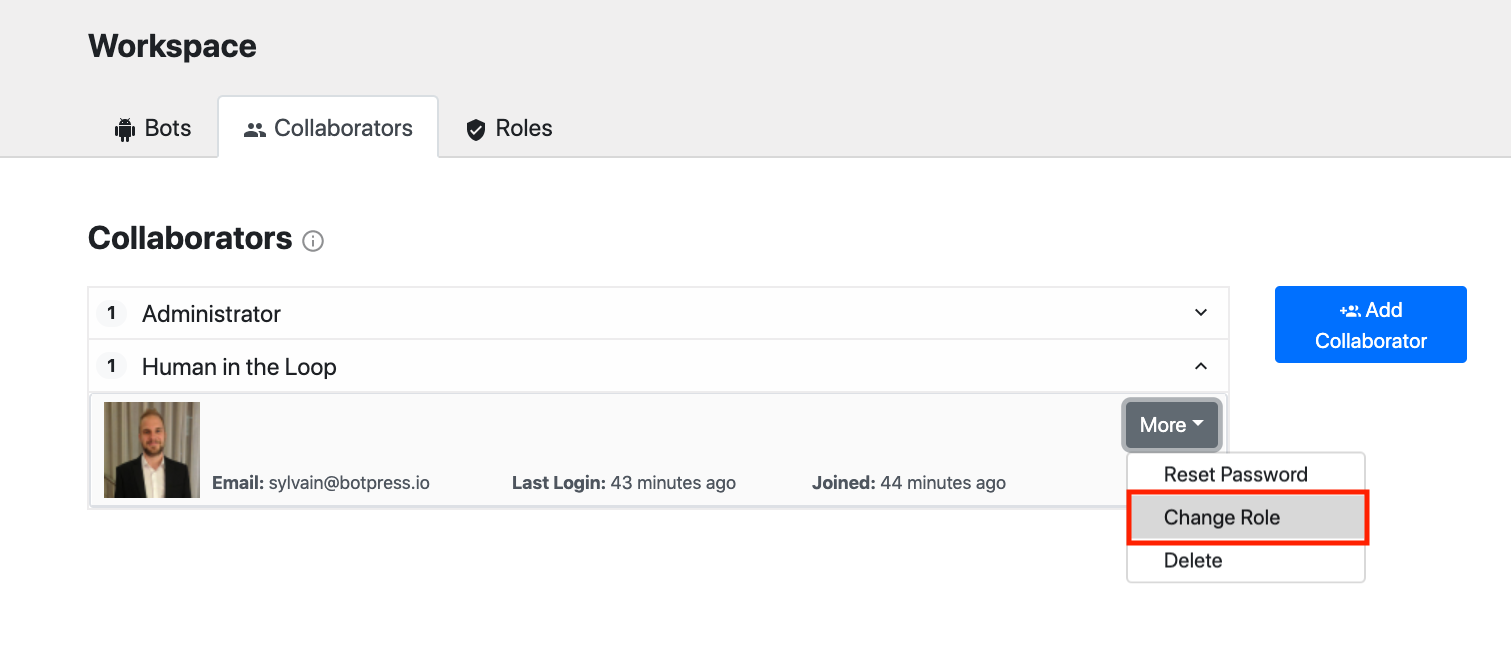 Workspace
Bots Collaborators Roles
Collaborators
1 Administrator
Add
Collaborator
1 Human in the Loop
More
Email: sylvain@botpress.io Last Login: 43 minutes ago Joined: 44 minutes ago
Reset Password
Change Role
Delete